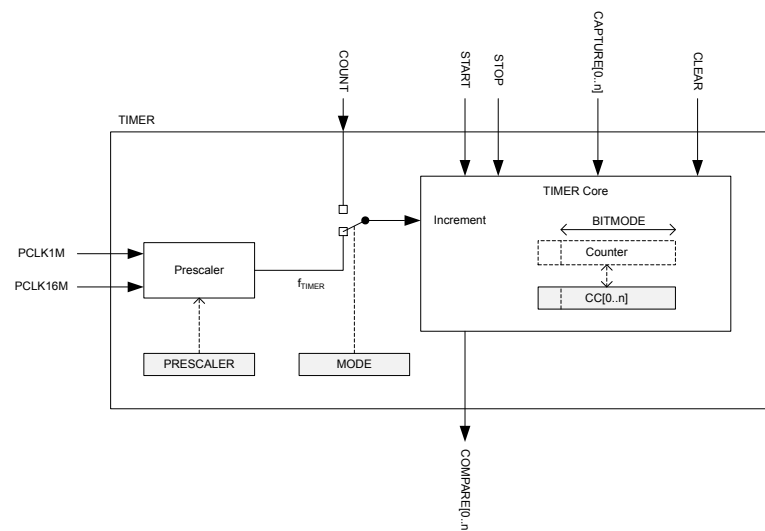 COUNT
START
STOP
CAPTURE[0..n]
CLEAR
TIMER
TIMER Core
Increment
BITMODE
Counter
CC[0..n]
PCLK1M
PCLK16M
Prescaler
fTIMER
PRESCALER
MODE
COMPARE[0..n